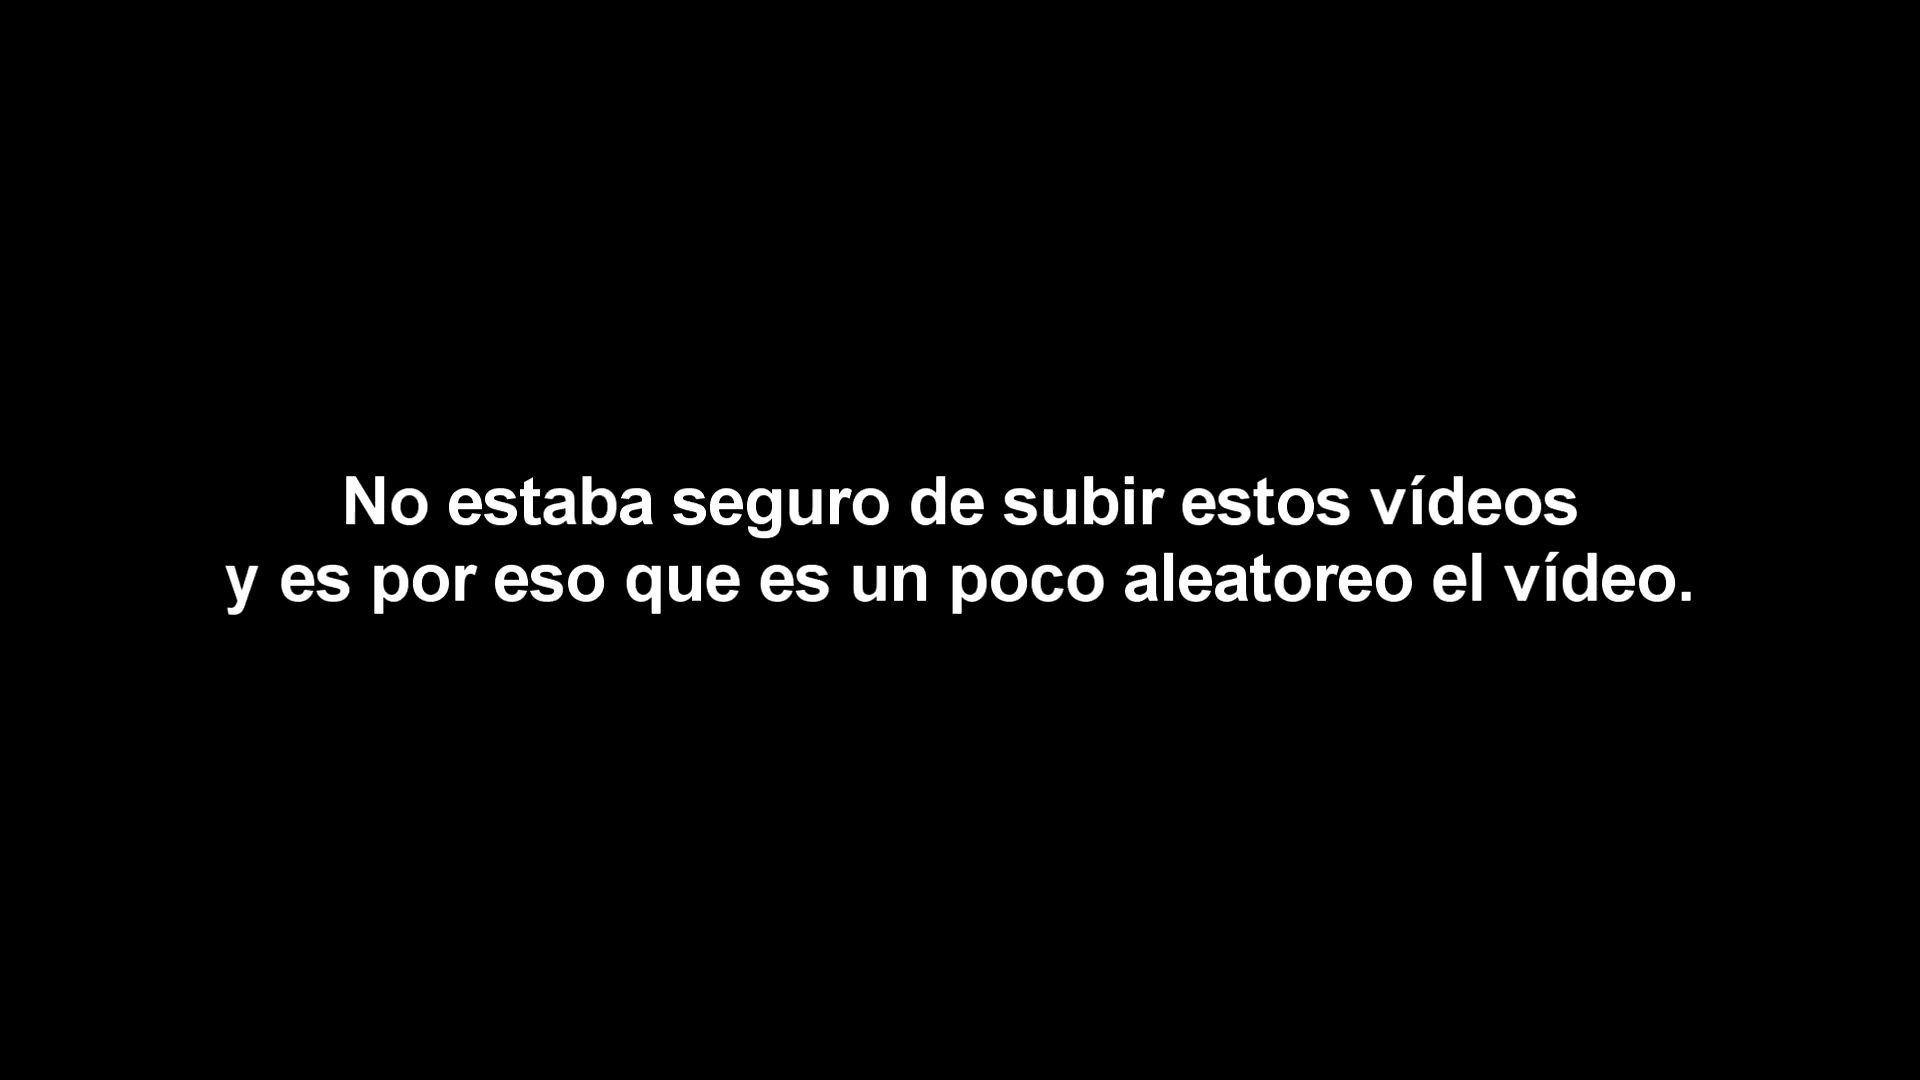 No estaba seguro de subir estos vídeos
y es por eso que es un poco aleatoreo el vídeo.